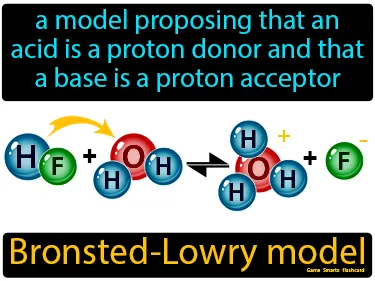 a model proposing that an
acid is a proton donor and that
a base is a proton acceptor
H F + H O H ⇌ H O H H + + F -
Bronsted-Lowry model
Game Smartz flashcard